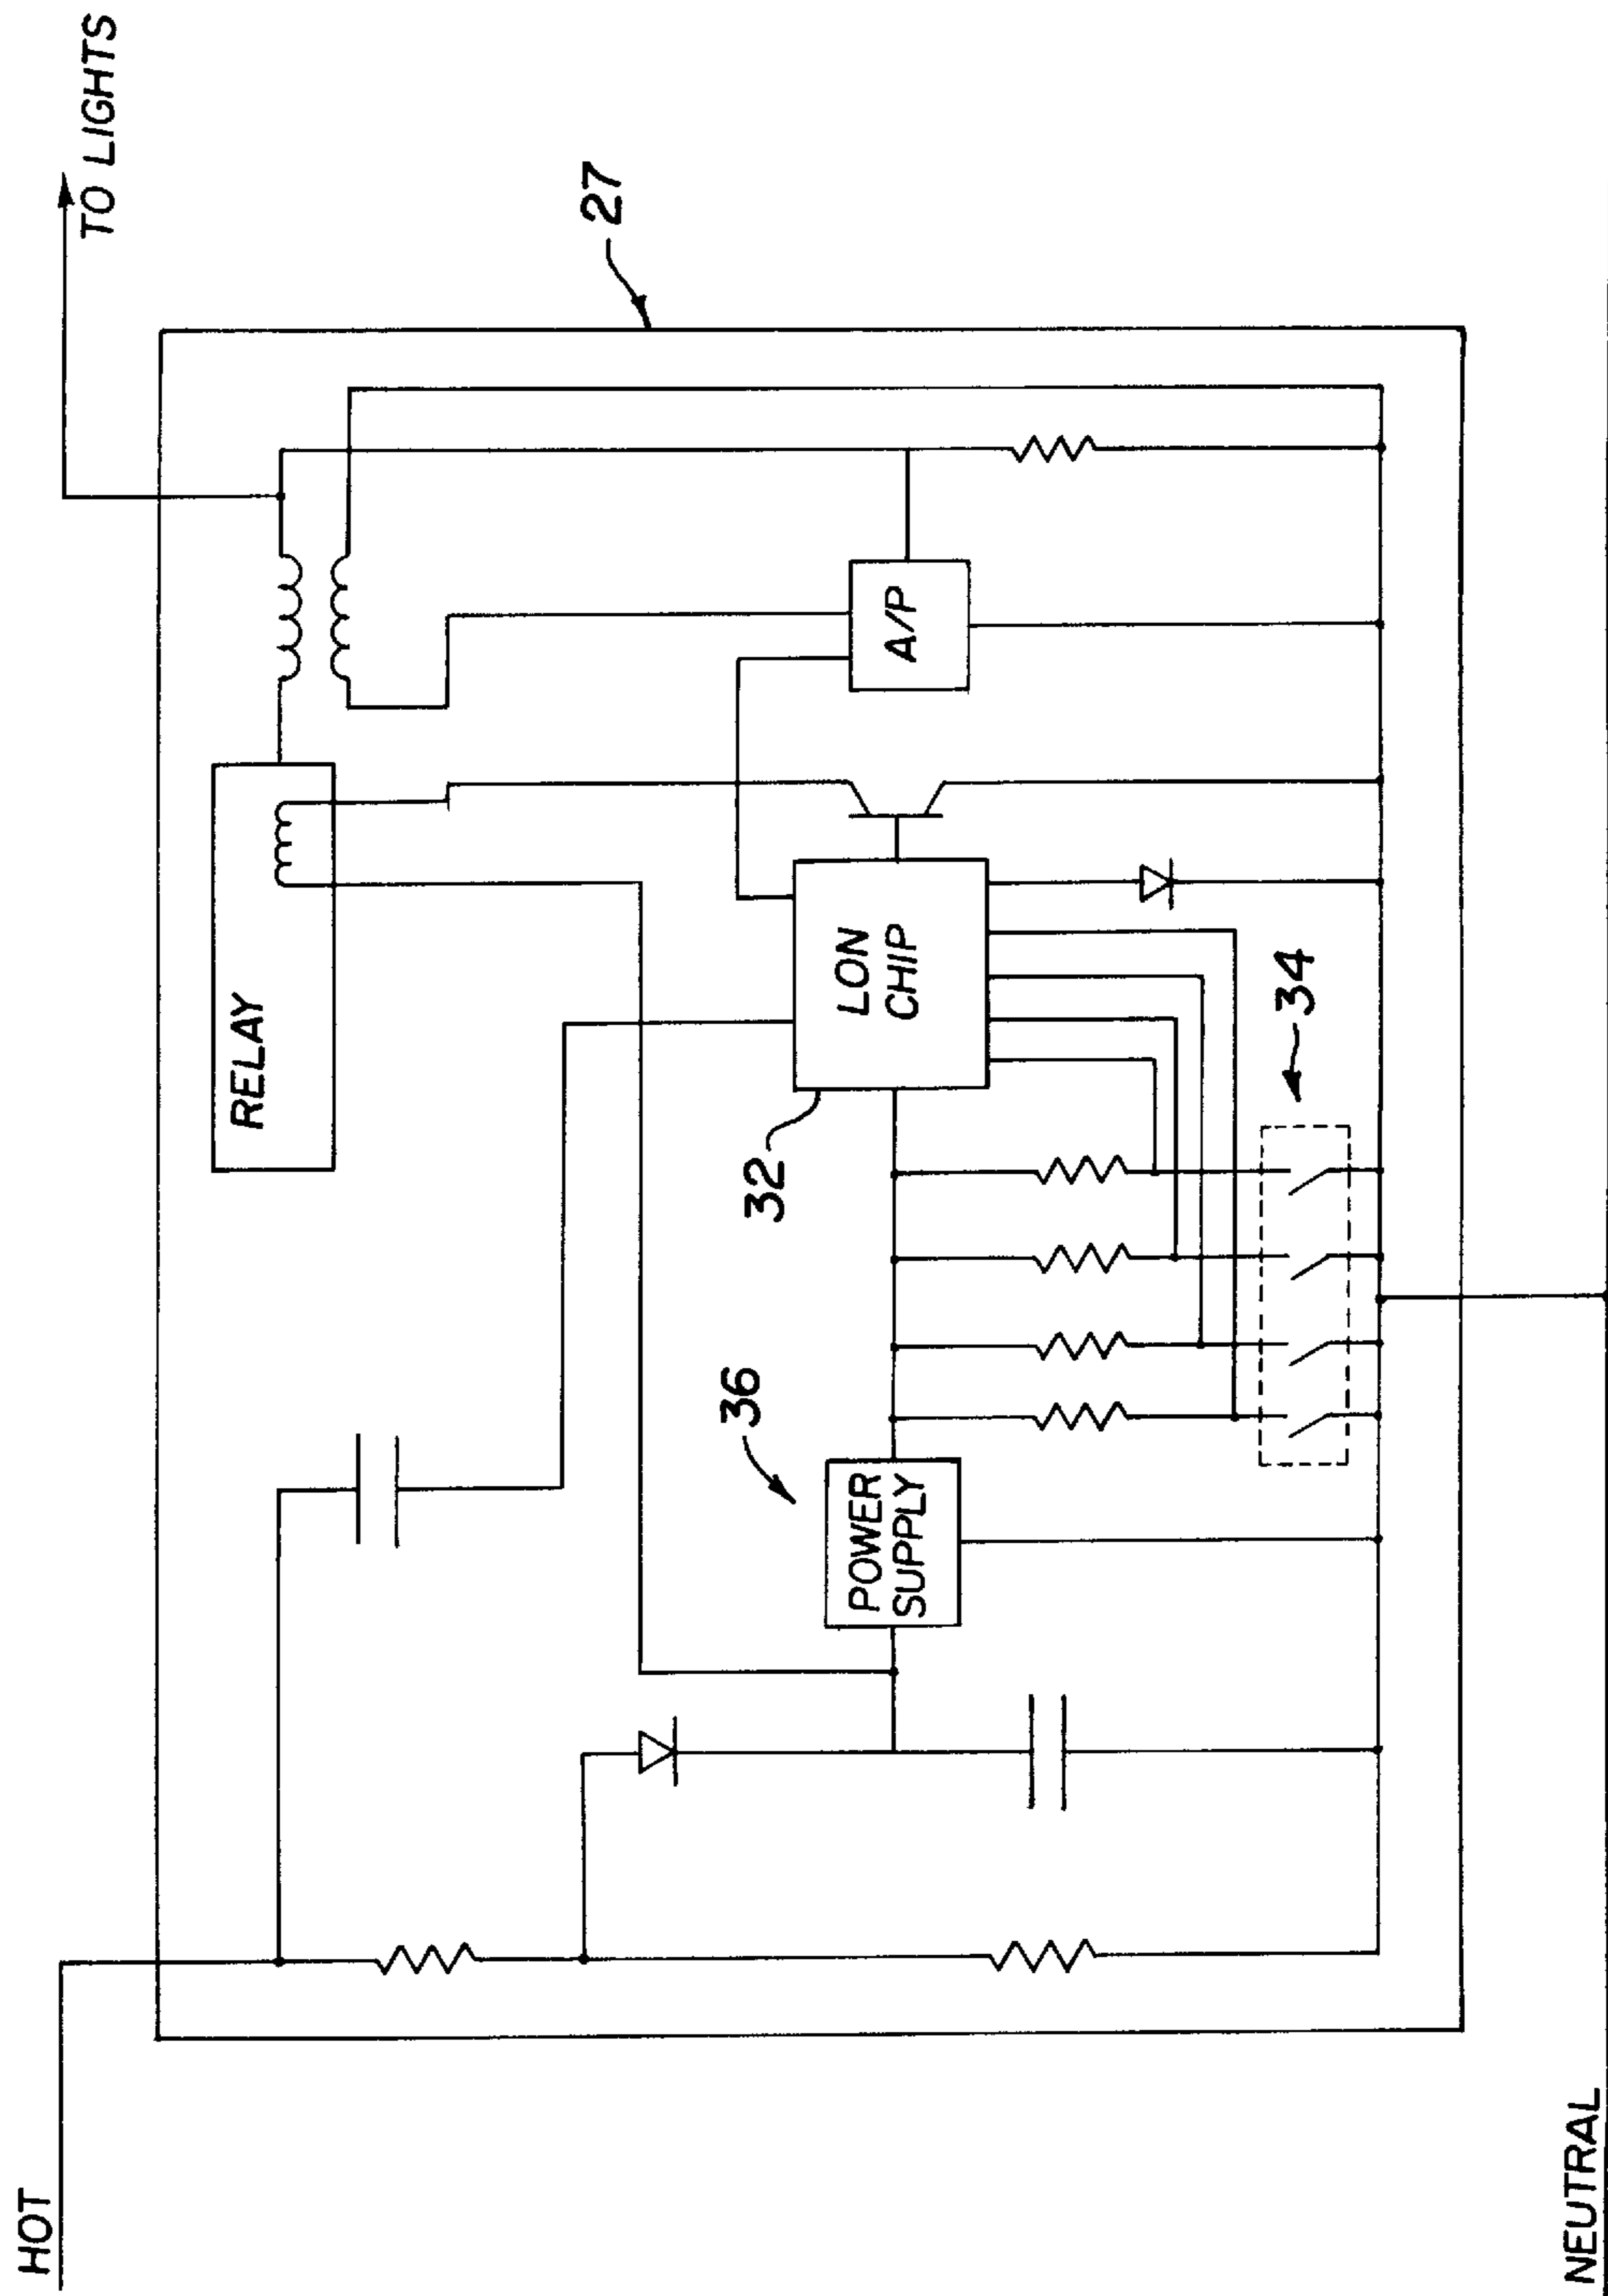 HOT
TO LIGHTS
27
RELAY
A/P
LON
CHIP
32
34
36
POWER
SUPPLY
NEUTRAL